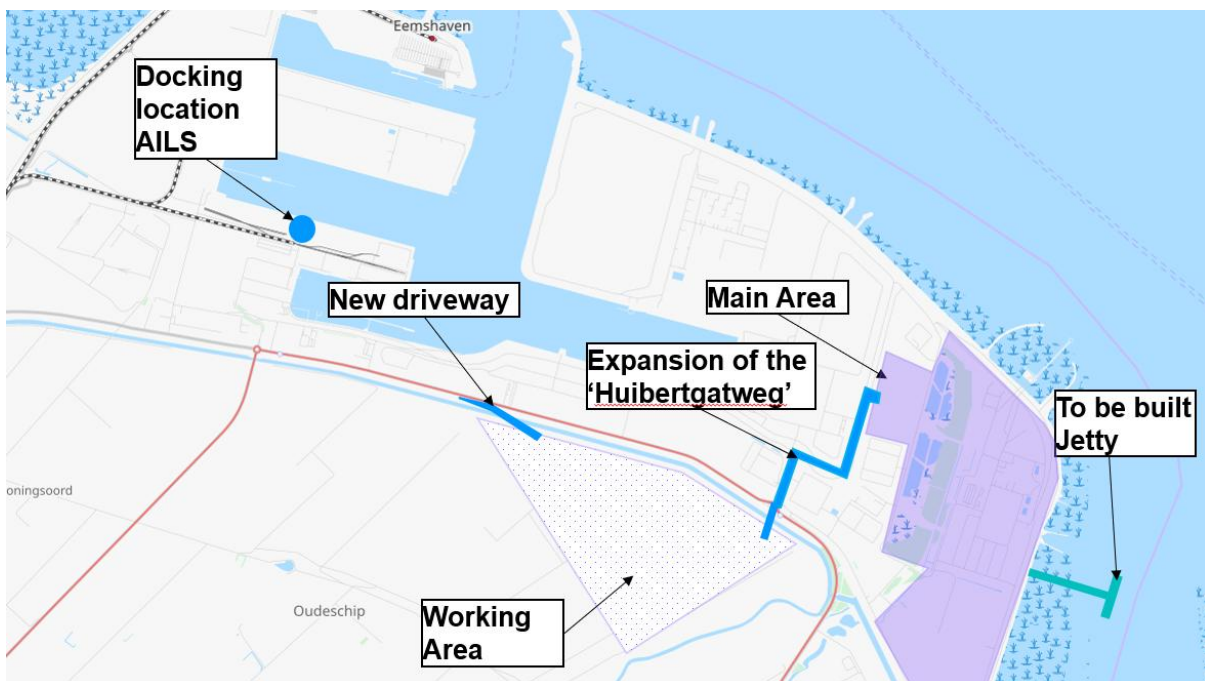 Eemshaven
Docking
location
AILS
New driveway
Main Area
Expansion of the
‘Huibertgatweg’
To be built
Jetty
oningsoord
Oudeschip
Working
Area